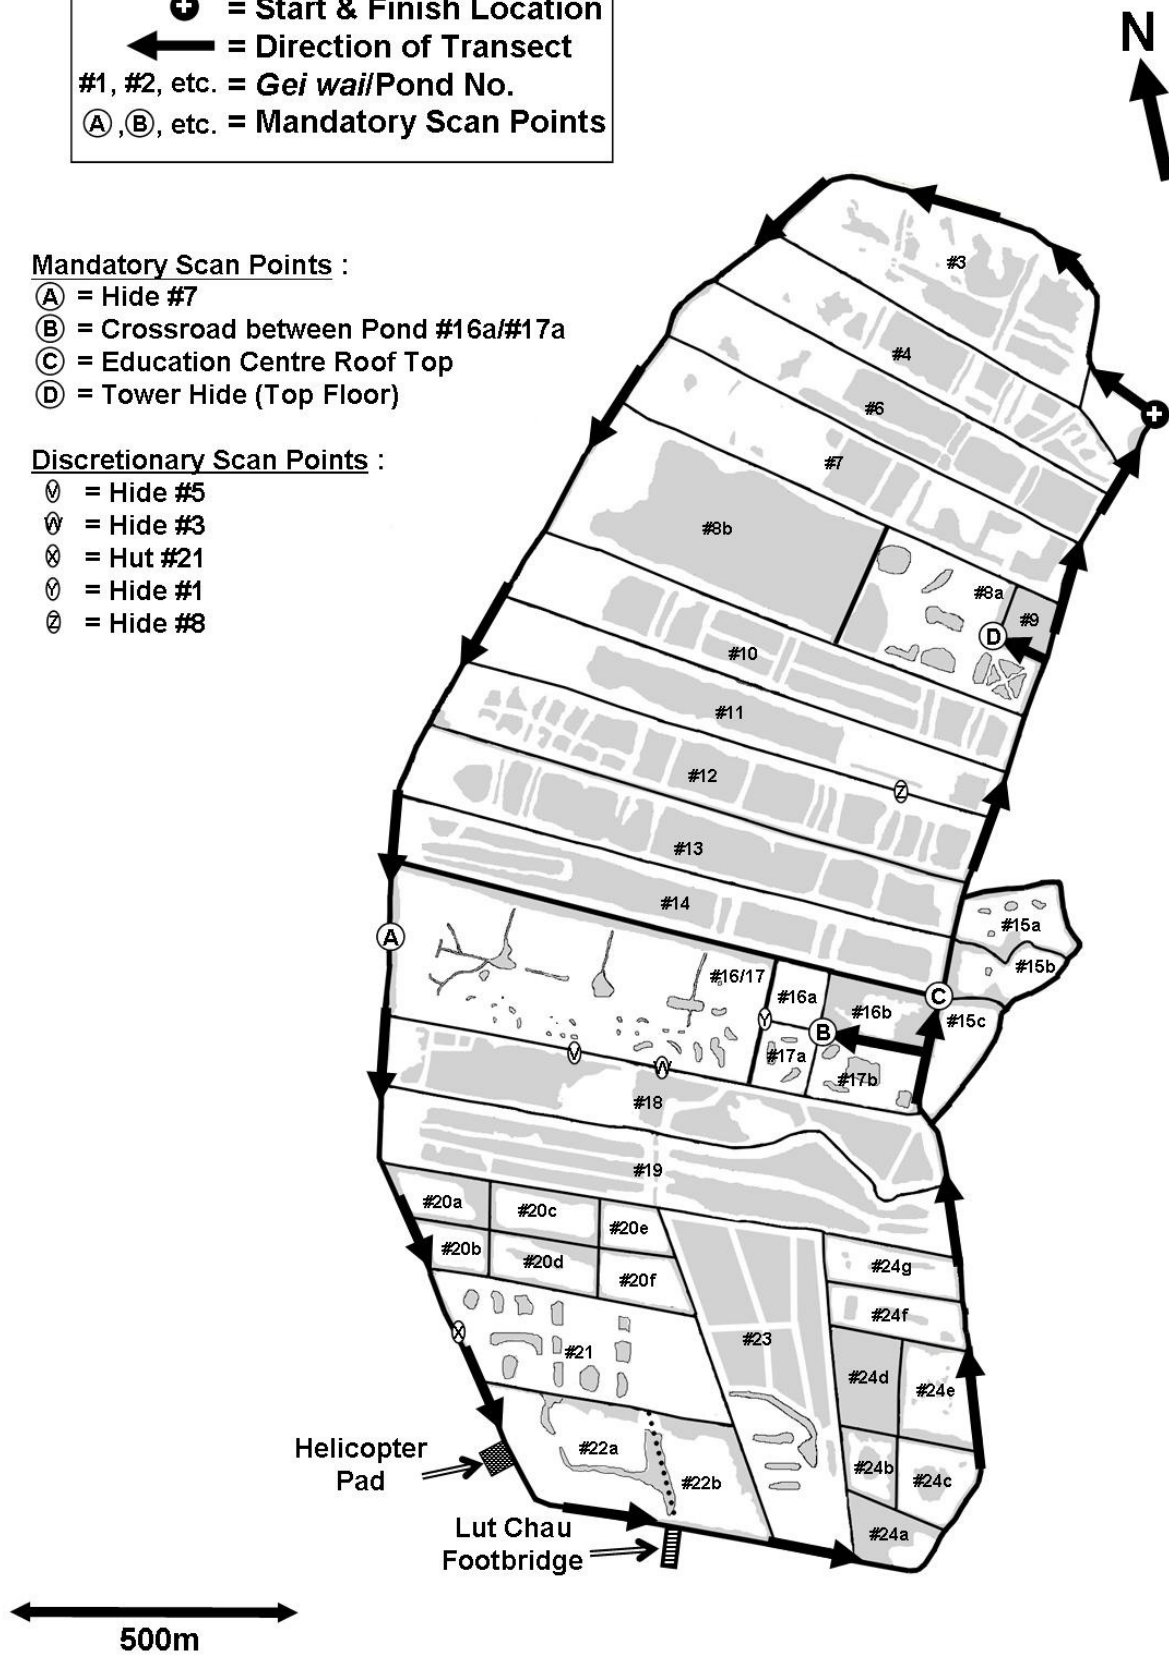 = Start & Finish Location
= Direction of Transect
#1, #2, etc. = Gei wai/Pond No.
A, B, etc. = Mandatory Scan Points
N
Mandatory Scan Points :
A = Hide #7
B = Crossroad between Pond #16a/#17a
C = Education Centre Roof Top
D = Tower Hide (Top Floor)
Discretionary Scan Points :
V = Hide #5
W = Hide #3
X = Hut #21
Y = Hide #1
Z = Hide #8
#3
#4
#6
#7
#8b
#8a
#9
D
#10
#11
#12
Z
#13
#14
#15a
A
#15b
#16/17
#16a
C
#16b
#15c
Y
B
V
#17a
W
#17b
#18
#19
#20a
#20c
#20e
#20b
#20d
#20f
#24g
#24f
X
#21
#23
#24d
#24e
Helicopter
Pad
#22a
#22b
#24b
#24c
Lut Chau
Footbridge
#24a
500m